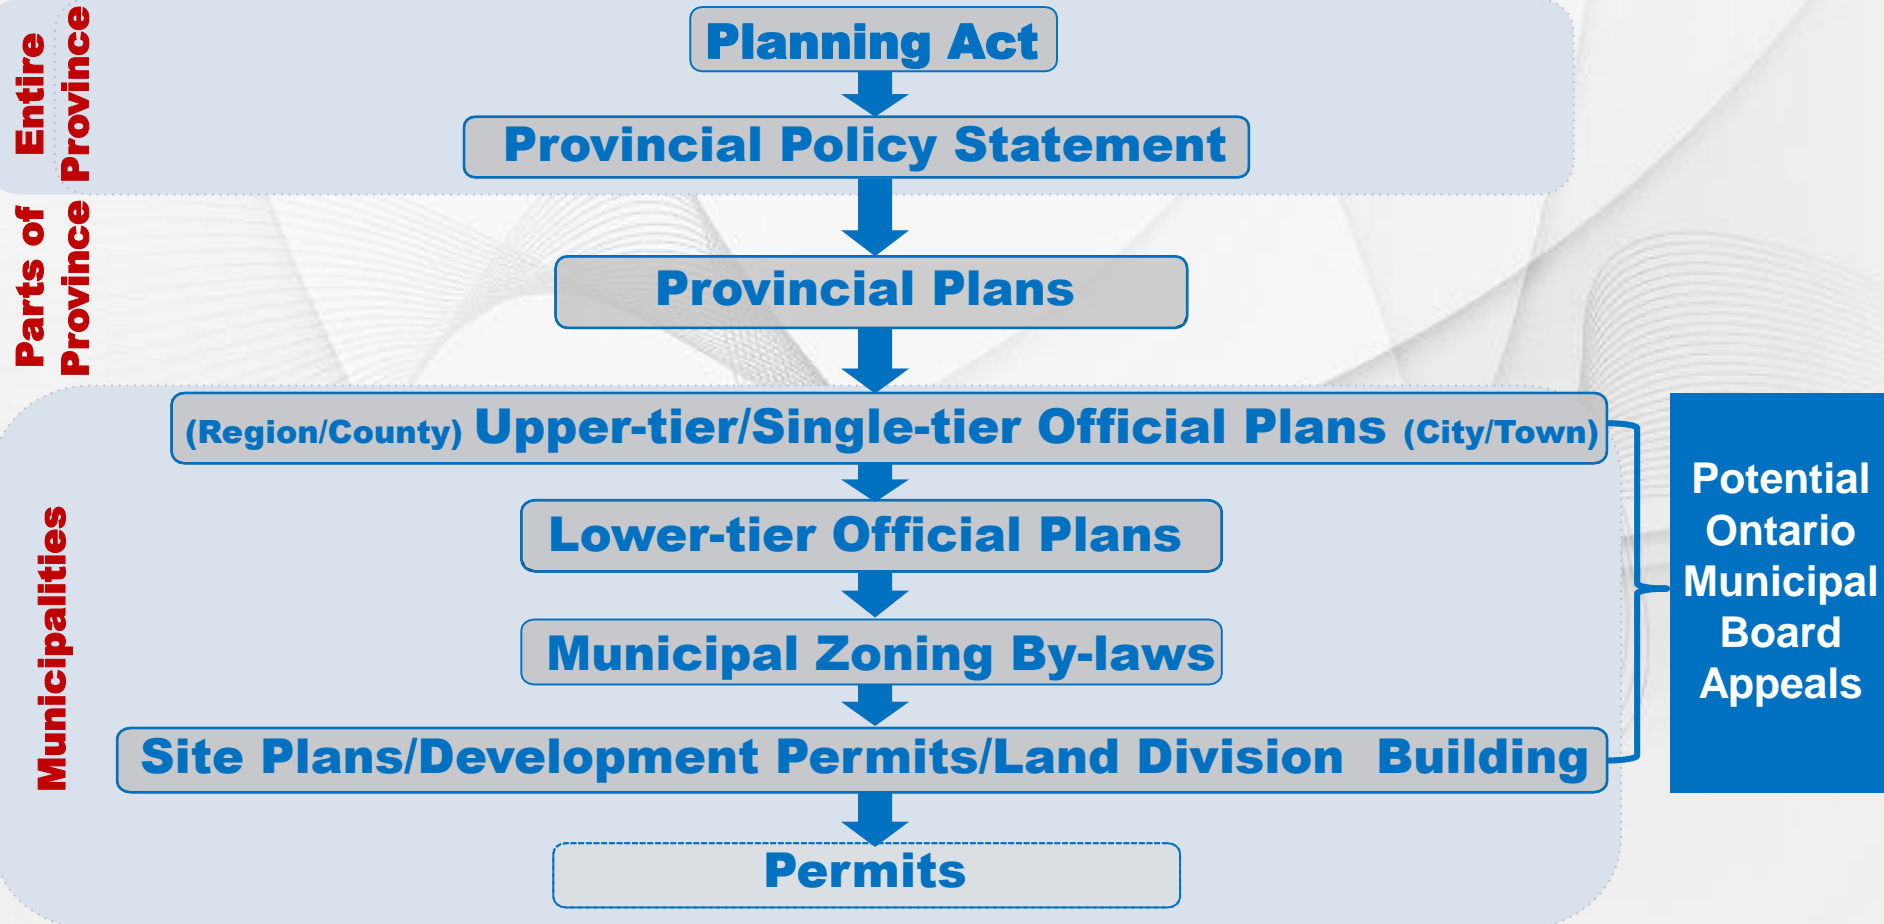 Entire
Province
Planning Act
Provincial Policy Statement
Parts of
Province
Provincial Plans
Municipalities
(Region/County) Upper-tier/Single-tier Official Plans (City/Town)
Lower-tier Official Plans
Municipal Zoning By-laws
Site Plans/Development Permits/Land Division Building
Permits
Potential
Ontario
Municipal
Board
Appeals